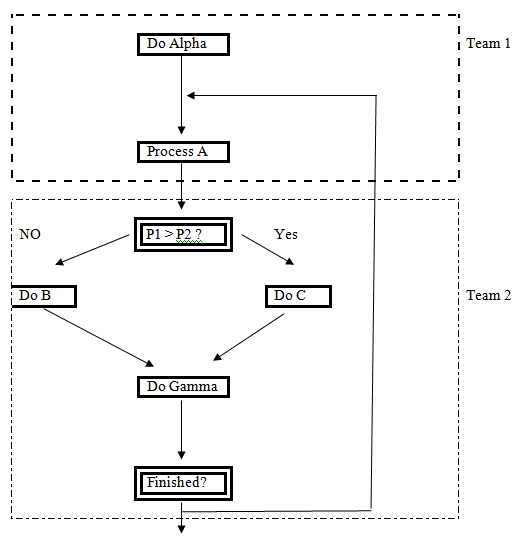 Do Alpha
Team 1
Process A
NO
P1 > P2 ?
Yes
Do B
Do C
Team 2
Do Gamma
Finished?